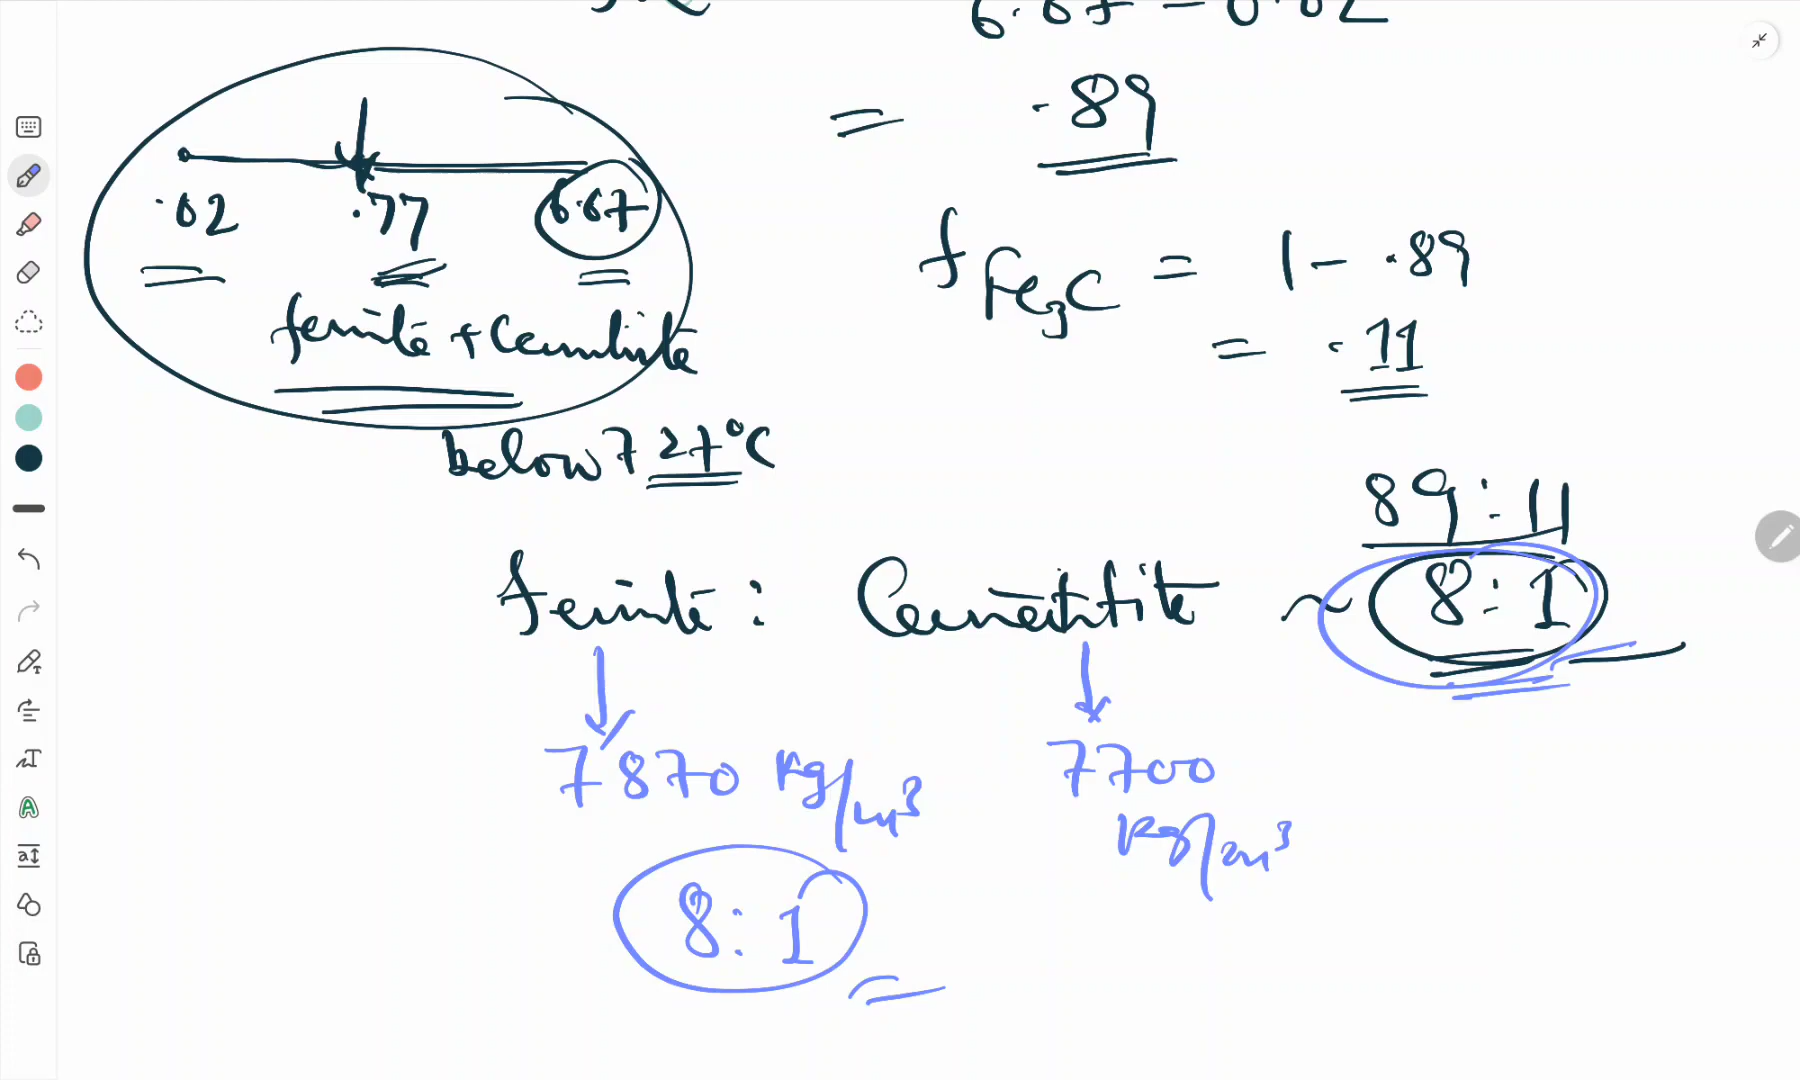 6.67 - 0.02
= .89
.02 .77 6.67
ferrite + Cementite
below 727°C
fFe3C = 1 - .89
= .11
89:11
ferrite : Cementite ~ 8:1
7870 kg/m³
7700
kg/m³
8:1